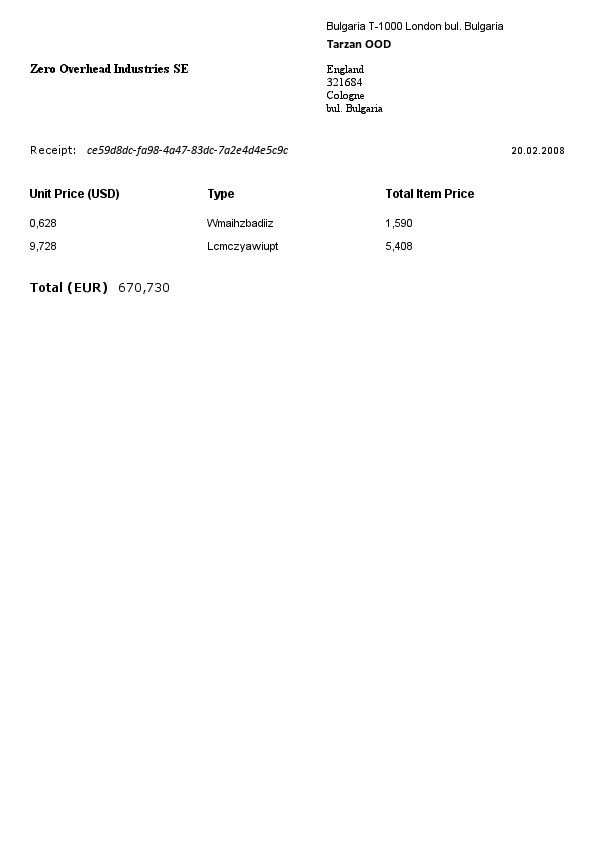 Bulgaria T-1000 London bul. Bulgaria
Tarzan OOD
Zero Overhead Industries SE
England
321684
Cologne
bul. Bulgaria
Receipt: ce59d8dc-fa98-4a47-83dc-7a2e4d4e5c9c 20.02.2008
Unit Price (USD) Type Total Item Price
0,628 Wmaihzbadiiz 1,590
9,728 Lcmczyawiupt 5,408
Total (EUR) 670,730